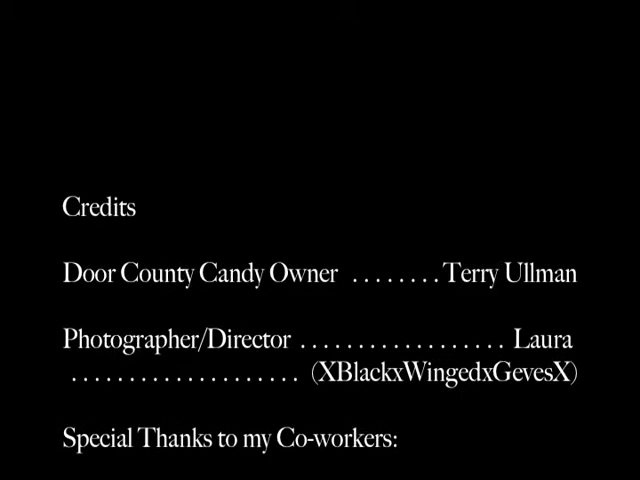 Credits
Door County Candy Owner ........Terry Ullman
Photographer/Director .................. Laura
.................... (XBlackxWingedxGevesX)
Special Thanks to my Co-workers: